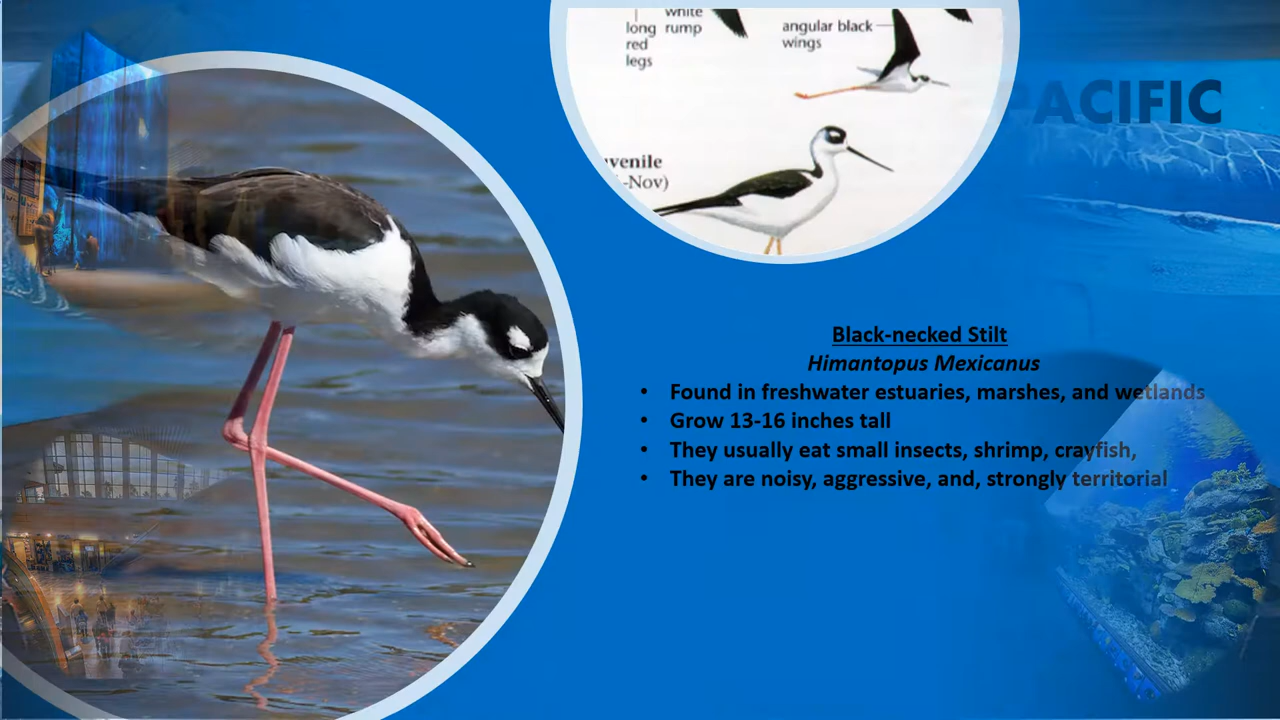 white
long rump
red
legs
angular black
wings
-Nov)
PACIFIC
Black-necked Stilt
Himantopus Mexicanus
• Found in freshwater estuaries, marshes, and wetlands
• Grow 13-16 inches tall
• They usually eat small insects, shrimp, crayfish,
• They are noisy, aggressive, and, strongly territorial